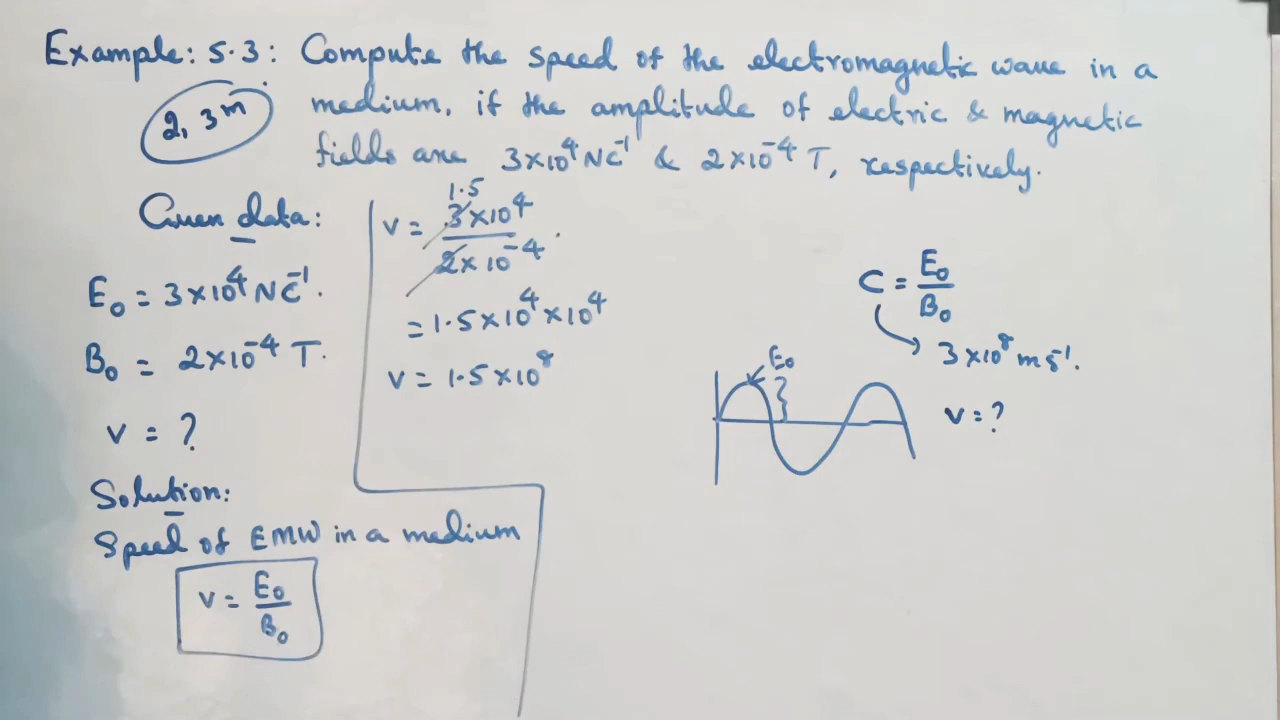 Example: 5.3: Compute the speed of the electromagnetic wave in a
2, 3m
medium, if the amplitude of electric & magnetic
fields are 3×10⁴ NC⁻¹ & 2×10⁻⁴ T, respectively.
Given data:
E₀ = 3×10⁴ NC⁻¹.
B₀ = 2×10⁻⁴ T.
v = ?
Solution:
Speed of EMW in a medium
v = E₀/B₀
1.5
v = 3×10⁴/2×10⁻⁴
= 1.5×10⁴×10⁴
v = 1.5×10⁸
C = E₀/B₀
3×10⁸ ms⁻¹.
E₀
v = ?